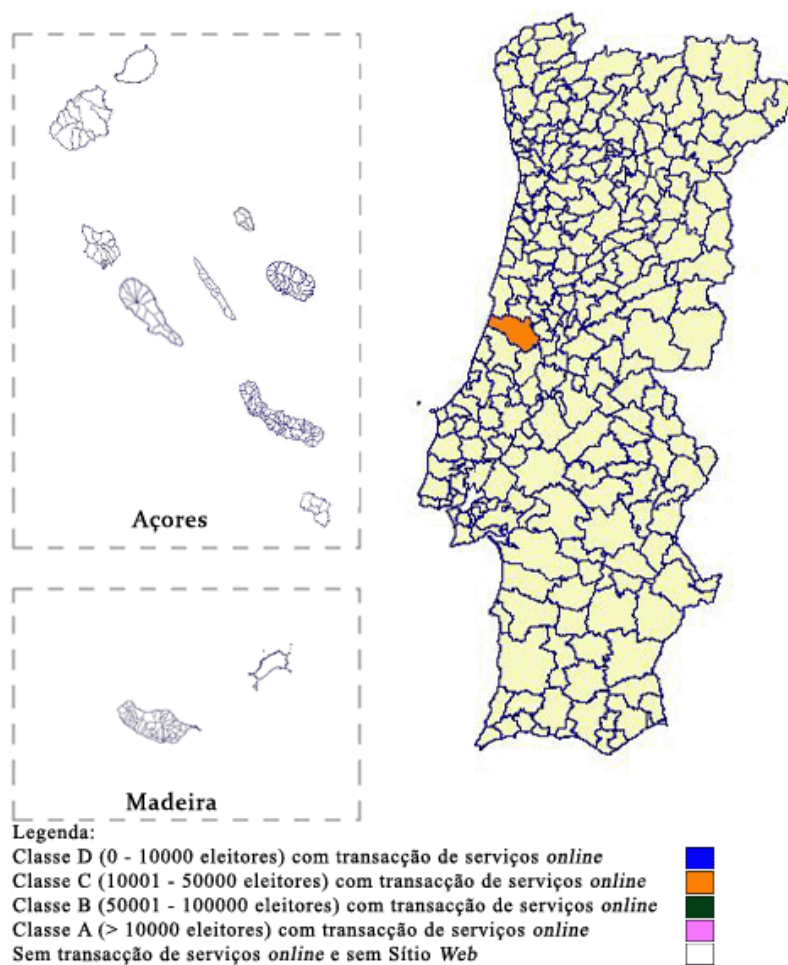 Açores
Madeira
Legenda:
Classe D (0 - 10000 eleitores) com transacção de serviços online
Classe C (10001 - 50000 eleitores) com transacção de serviços online
Classe B (50001 - 100000 eleitores) com transacção de serviços online
Classe A (> 10000 eleitores) com transacção de serviços online
Sem transacção de serviços online e sem Sítio Web